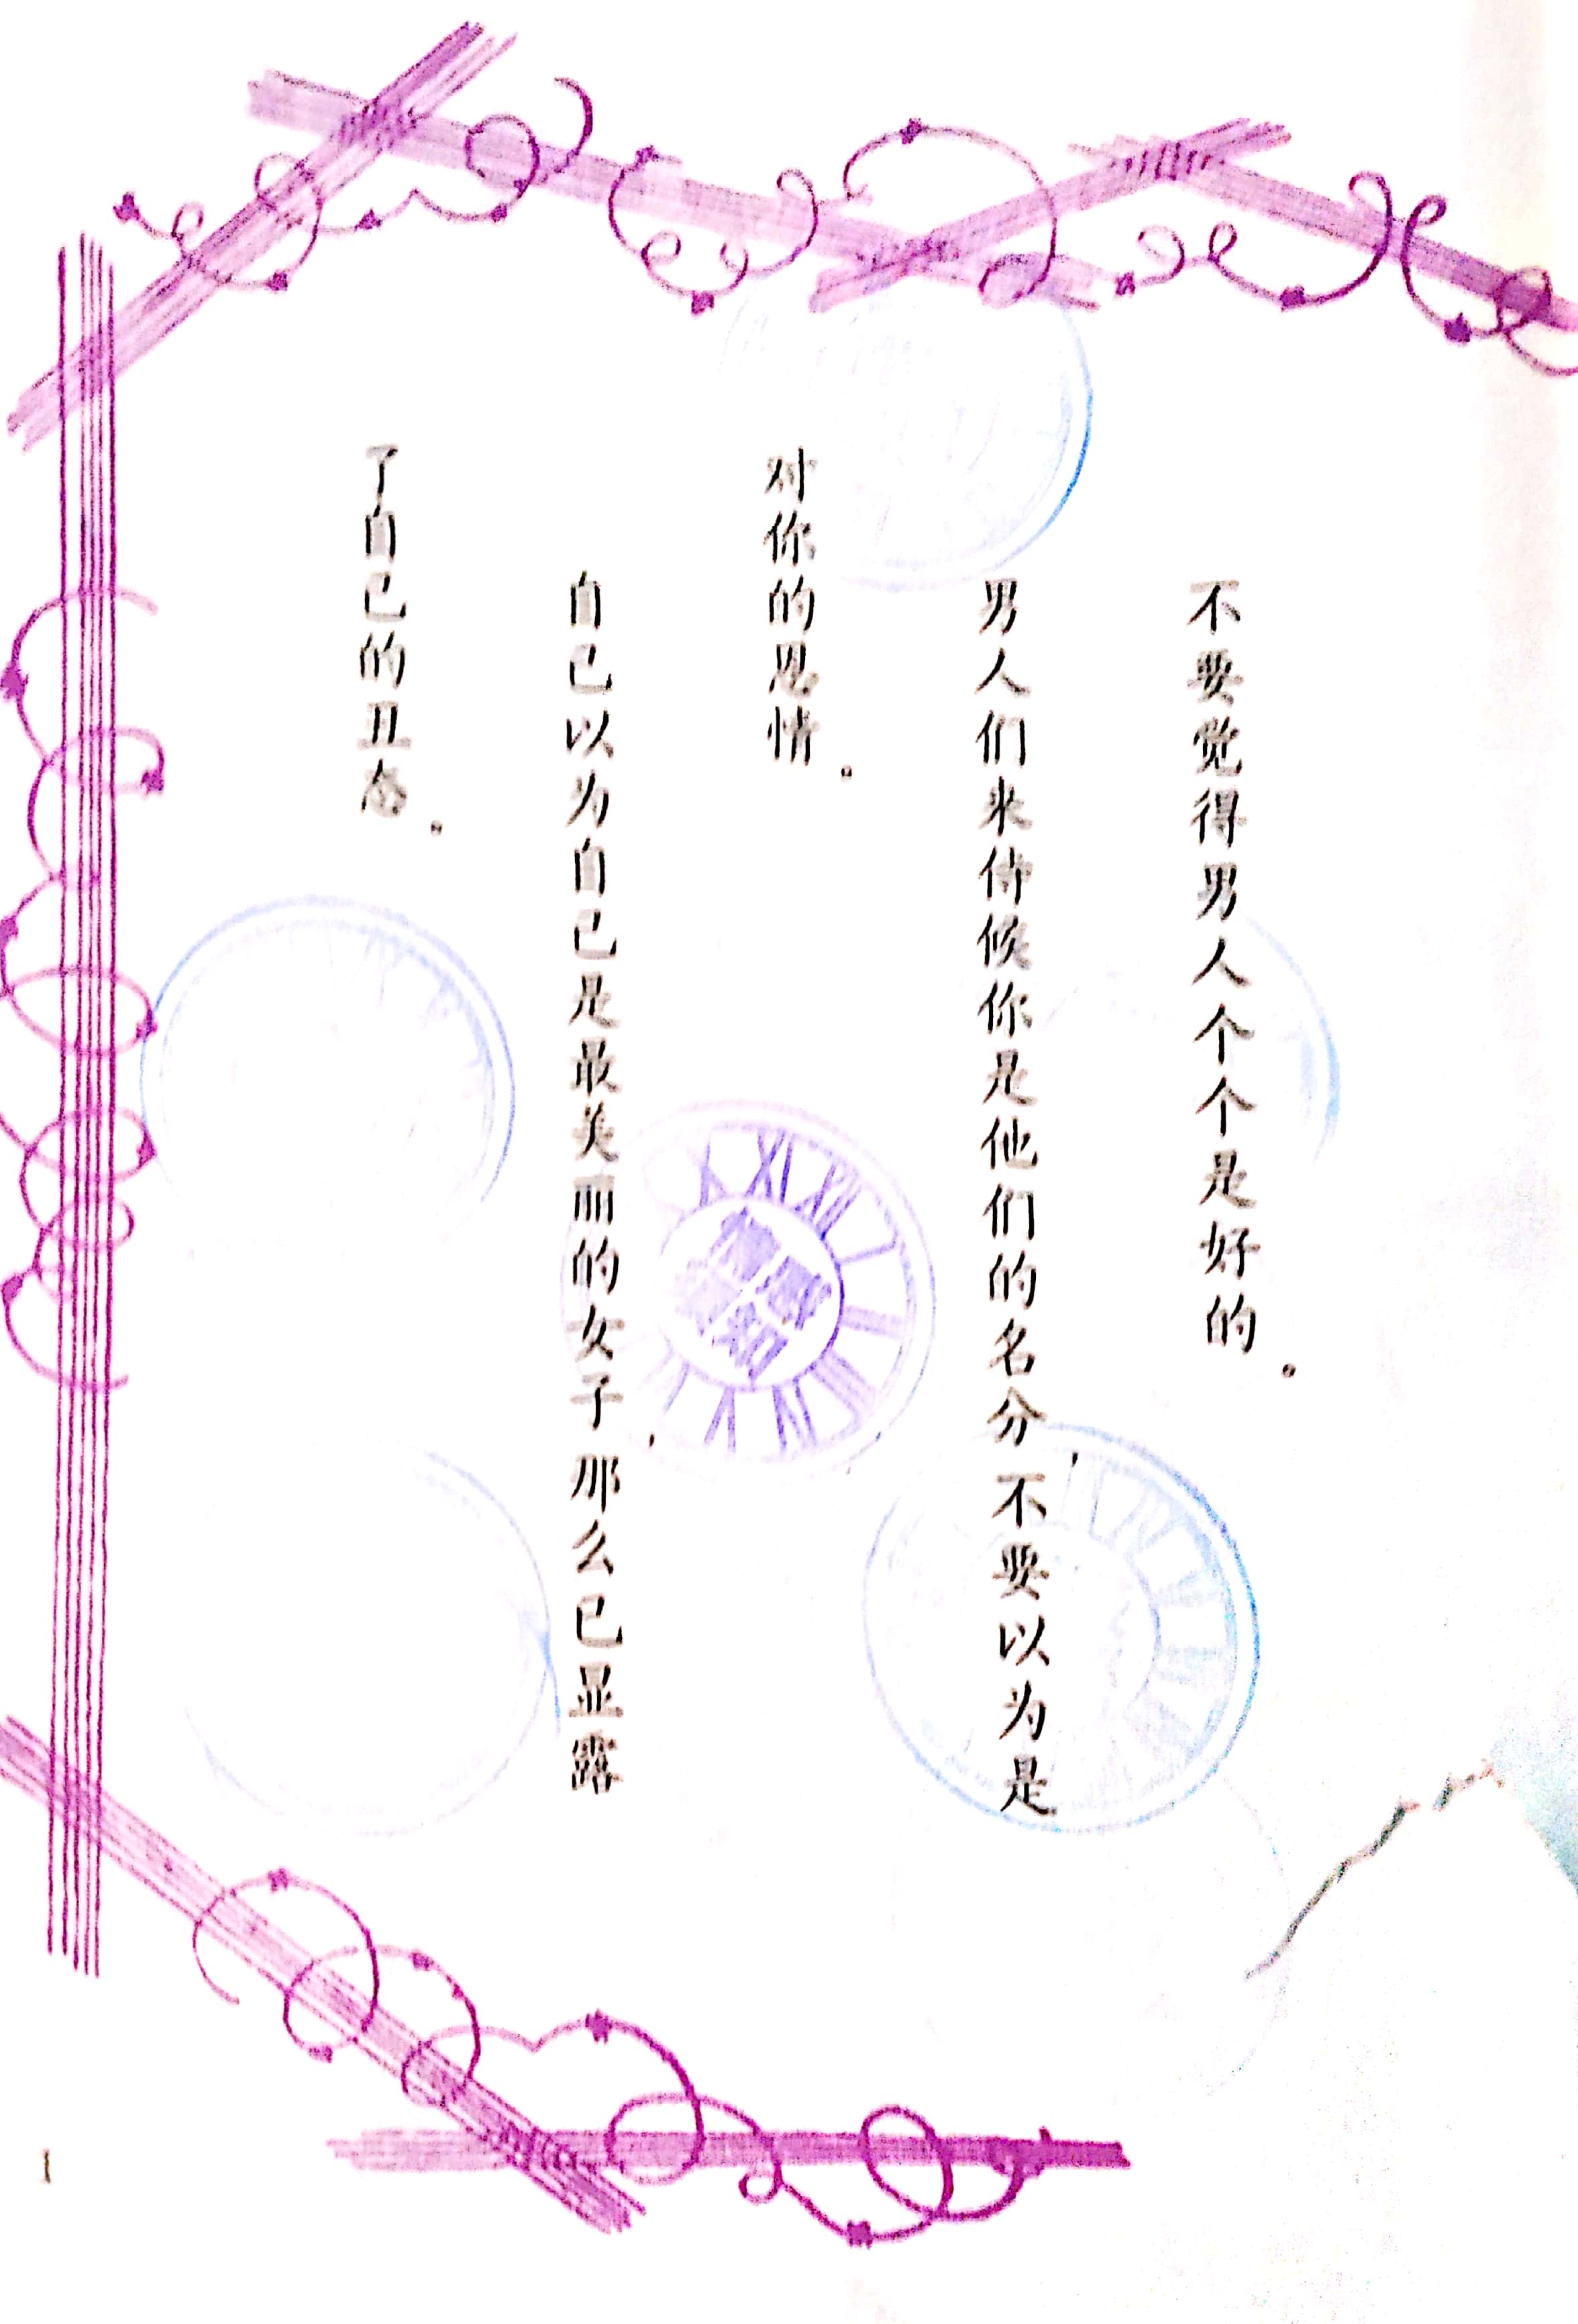 不要觉得男人个个是好的。
男人们来侍候你是他们的名分，不要以为是
对你的恩情。
自己以为自己是最美丽的女子，那么已显露
了自己的丑态。
1